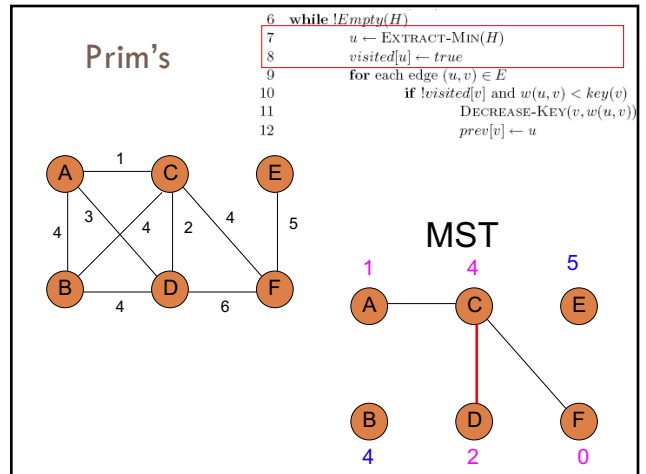 Prim's
6 while !Empty(H)
7 u ← EXTRACT-MIN(H)
8 visited[u] ← true
9 for each edge (u, v) ∈ E
10 if !visited[v] and w(u, v) < key(v)
11 DECREASE-KEY(v, w(u, v))
12 prev[v] ← u
1
A C E
4 3 4 2 4 5
B D F
4 6
MST
1 4 5
A C E
B D F
4 2 0